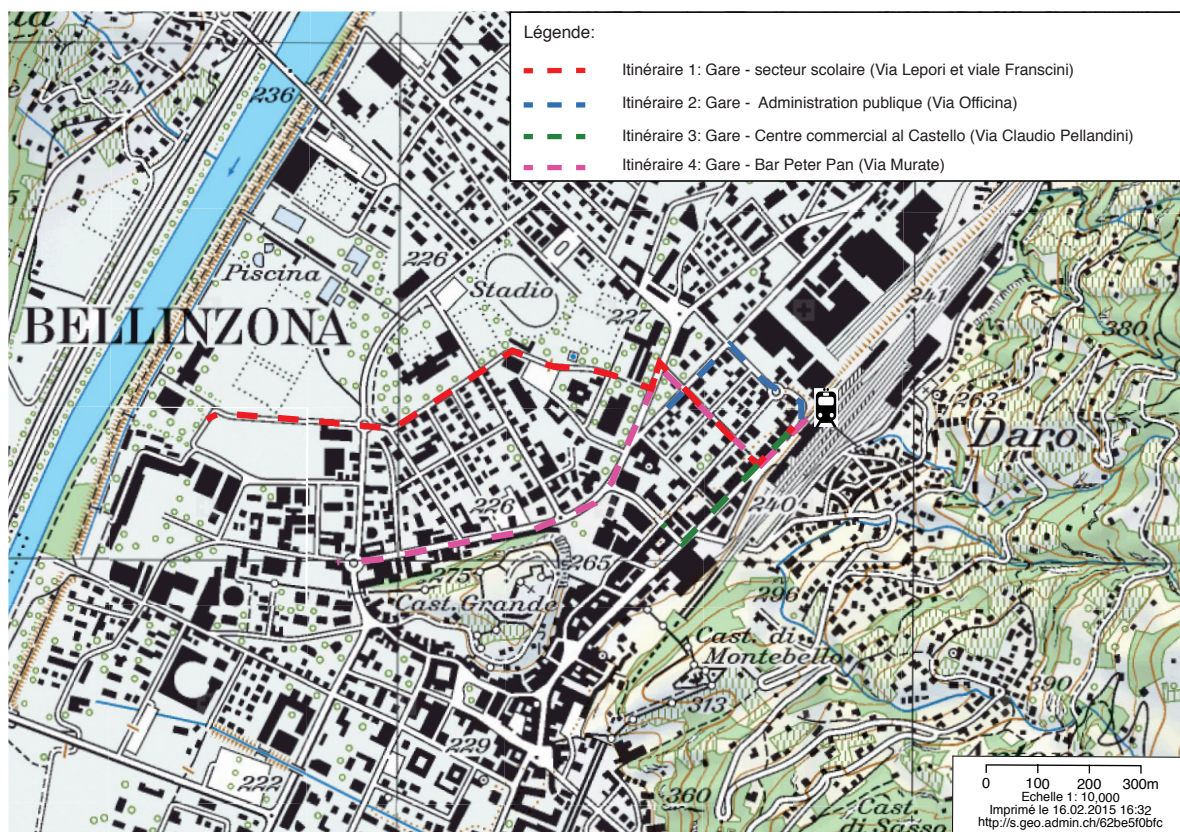 Légende:
Itinéraire 1: Gare - secteur scolaire (Via Lepori et viale Franscini)
Itinéraire 2: Gare - Administration publique (Via Officina)
Itinéraire 3: Gare - Centre commercial al Castello (Via Claudio Pellandini)
Itinéraire 4: Gare - Bar Peter Pan (Via Murate)
241
236
Piscina
226
Stadio
227
241
380
BELLINZONA
263
Daro
226
240
265
275
Cast. Grande
296
Cast. di
Montebello
313
390
229
222
360
Cast.
di Sasso
0 100 200 300m
Echelle 1: 10,000
Imprimé le 16.02.2015 16:32
http://s.geo.admin.ch/62be5f0bfc